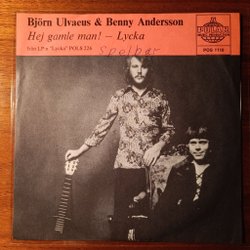 Björn Ulvaeus & Benny Andersson
Hej gamle man! – Lycka
från LP:n "Lycka" POLS 226
Spelbar
POLAR
POS 1110